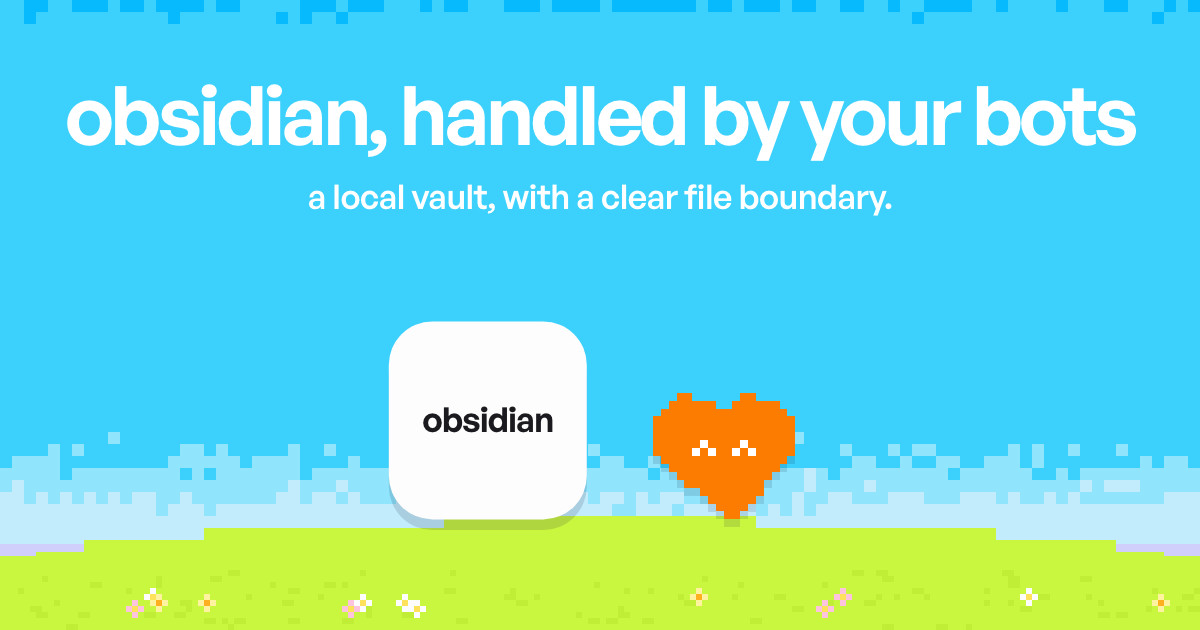 obsidian, handled by your bots
a local vault, with a clear file boundary.
obsidian